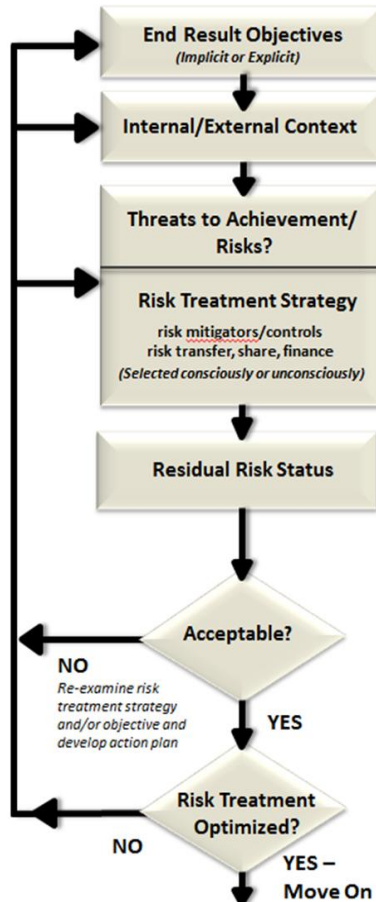 End Result Objectives
(Implicit or Explicit)
Internal/External Context
Threats to Achievement/
Risks?
Risk Treatment Strategy
risk mitigators/controls
risk transfer, share, finance
(Selected consciously or unconsciously)
Residual Risk Status
Acceptable?
NO
Re-examine risk
treatment strategy
and/or objective and
develop action plan
YES
Risk Treatment
Optimized?
NO
YES –
Move On